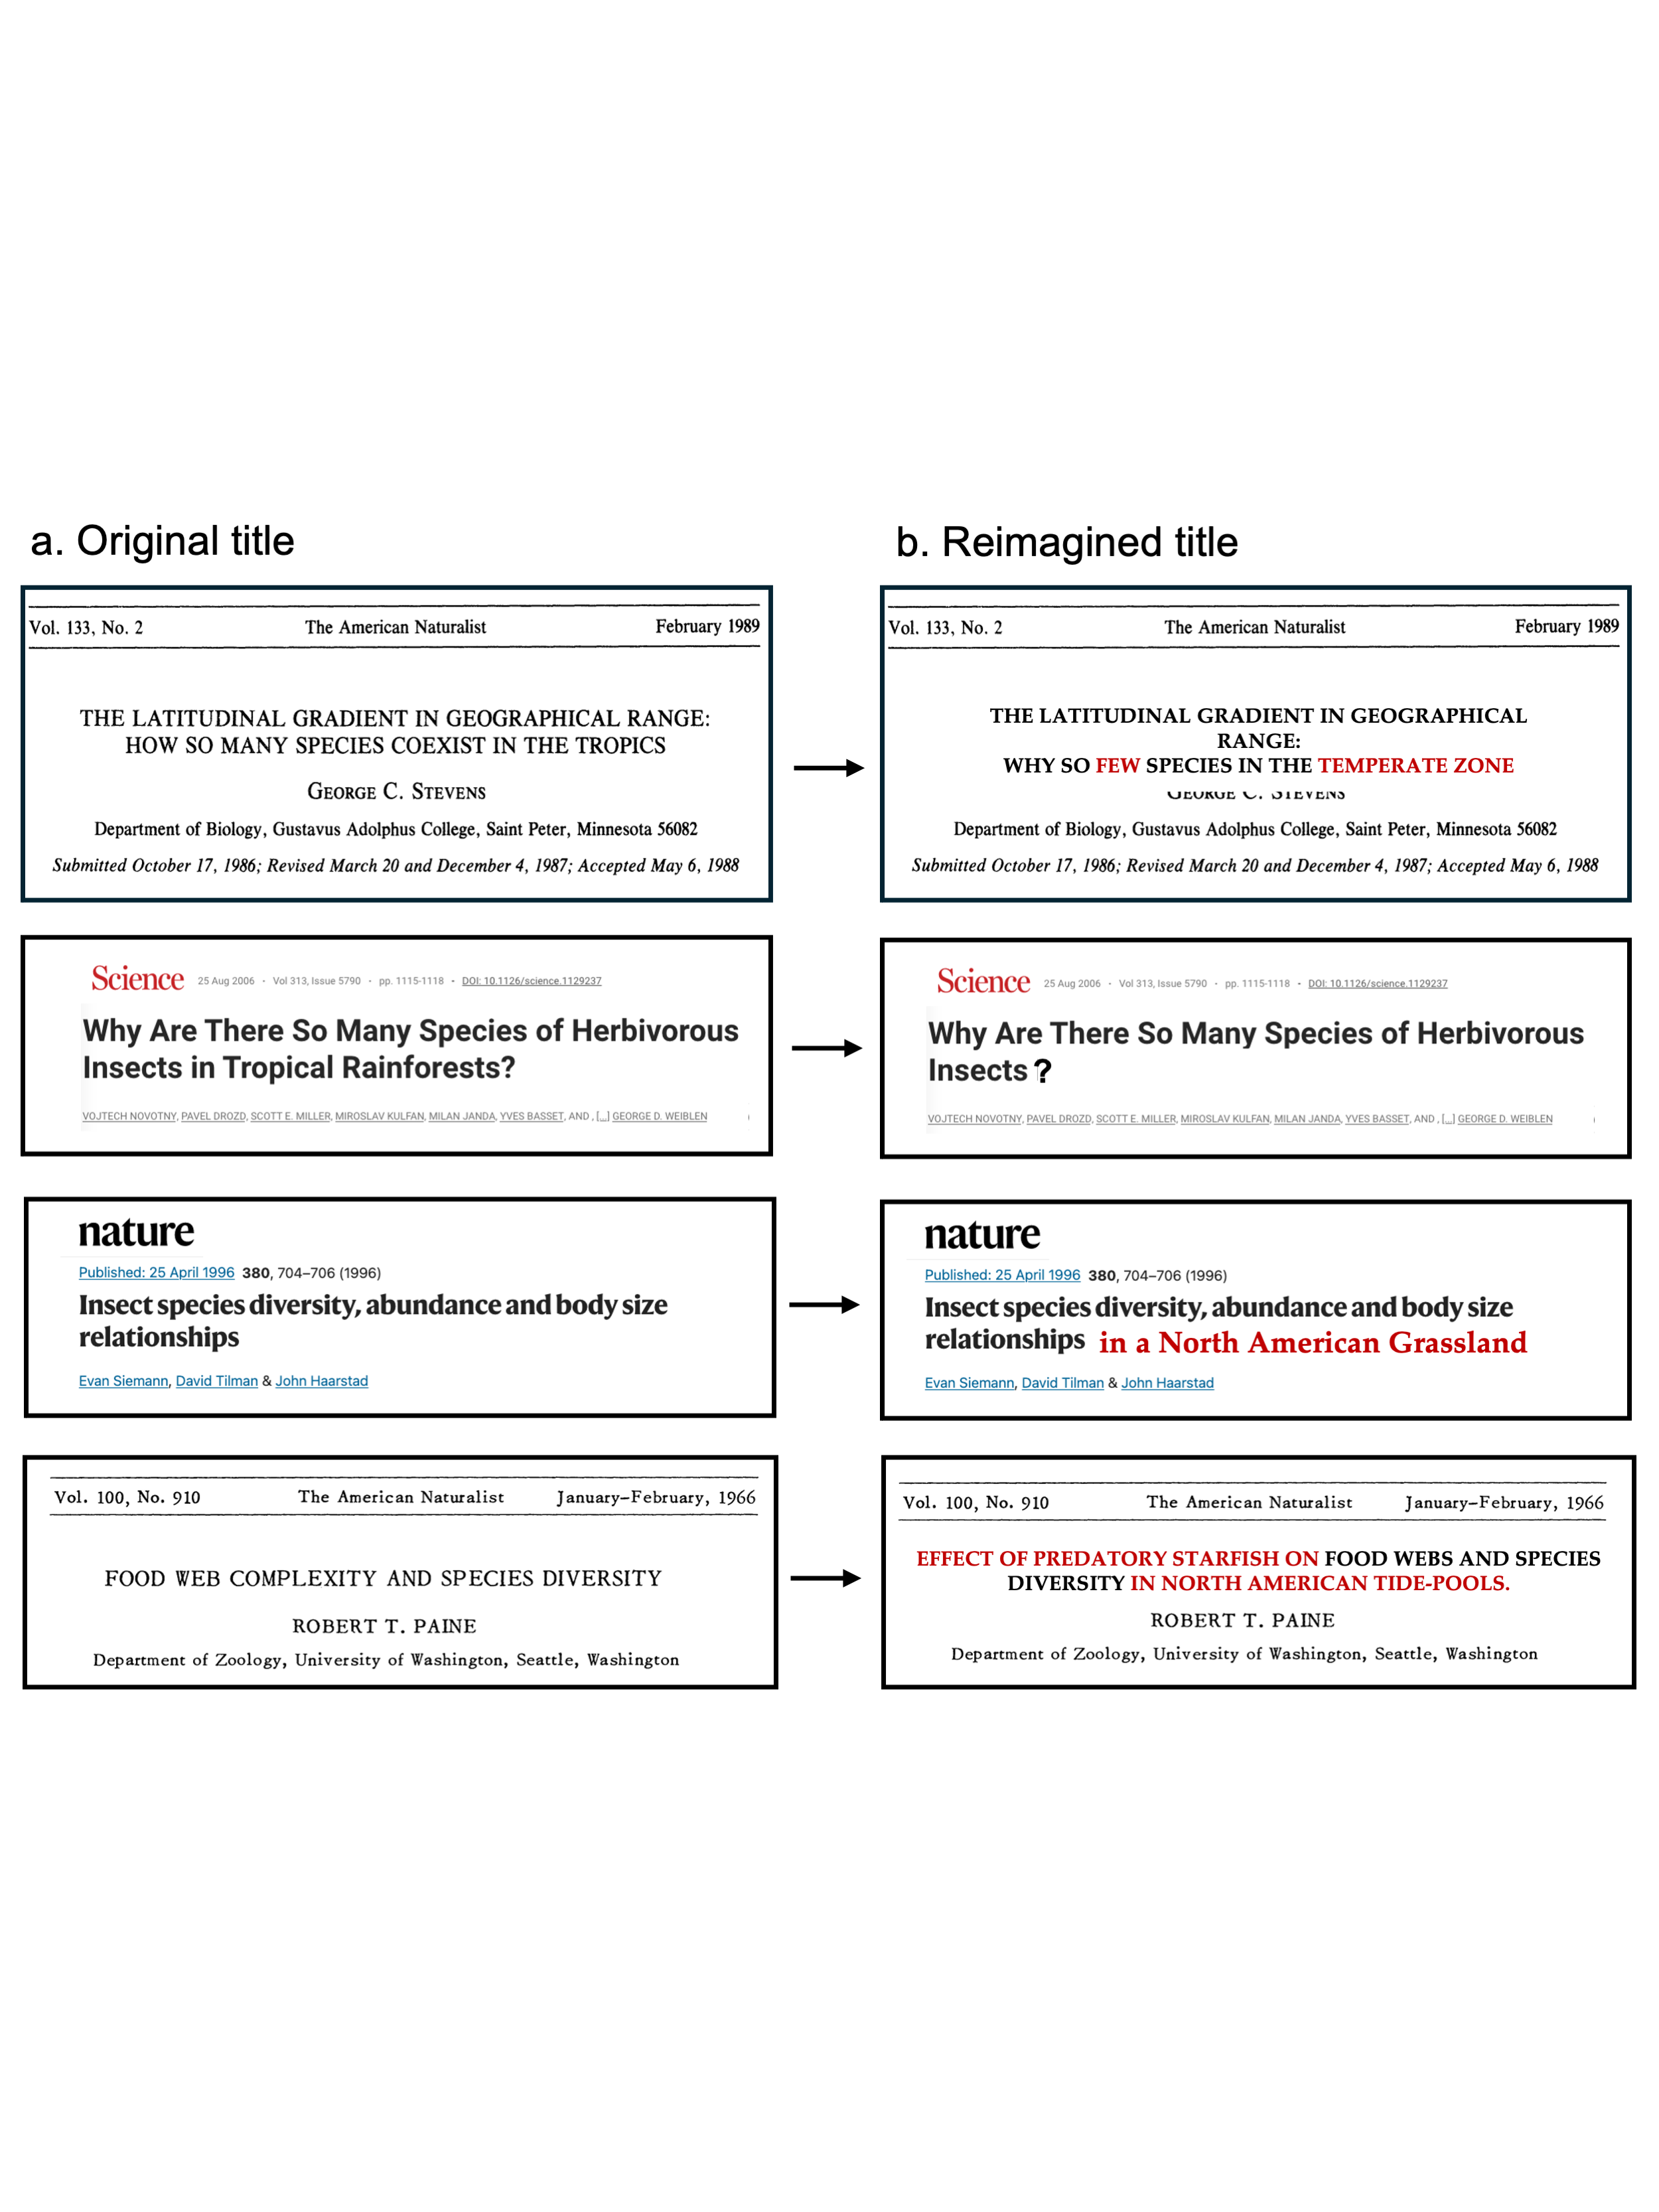 a. Original title
Vol. 133, No. 2 The American Naturalist February 1989
THE LATITUDINAL GRADIENT IN GEOGRAPHICAL RANGE:
HOW SO MANY SPECIES COEXIST IN THE TROPICS
GEORGE C. STEVENS
Department of Biology, Gustavus Adolphus College, Saint Peter, Minnesota 56082
Submitted October 17, 1986; Revised March 20 and December 4, 1987; Accepted May 6, 1988
Science 25 Aug 2006 · Vol 313, Issue 5790 · pp. 1115-1118 · DOI: 10.1126/science.1129237
Why Are There So Many Species of Herbivorous
Insects in Tropical Rainforests?
VOJTECH NOVOTNY, PAVEL DROZD, SCOTT E. MILLER, MIROSLAV KULFAN, MILAN JANDA, YVES BASSET, AND , [...] GEORGE D. WEIBLEN
nature
Published: 25 April 1996 380, 704–706 (1996)
Insect species diversity, abundance and body size
relationships
Evan Siemann, David Tilman & John Haarstad
Vol. 100, No. 910 The American Naturalist January–February, 1966
FOOD WEB COMPLEXITY AND SPECIES DIVERSITY
ROBERT T. PAINE
Department of Zoology, University of Washington, Seattle, Washington
b. Reimagined title
Vol. 133, No. 2 The American Naturalist February 1989
THE LATITUDINAL GRADIENT IN GEOGRAPHICAL
RANGE:
WHY SO FEW SPECIES IN THE TEMPERATE ZONE
GEORGE C. STEVENS
Department of Biology, Gustavus Adolphus College, Saint Peter, Minnesota 56082
Submitted October 17, 1986; Revised March 20 and December 4, 1987; Accepted May 6, 1988
Science 25 Aug 2006 · Vol 313, Issue 5790 · pp. 1115-1118 · DOI: 10.1126/science.1129237
Why Are There So Many Species of Herbivorous
Insects ?
VOJTECH NOVOTNY, PAVEL DROZD, SCOTT E. MILLER, MIROSLAV KULFAN, MILAN JANDA, YVES BASSET, AND , [...] GEORGE D. WEIBLEN
nature
Published: 25 April 1996 380, 704–706 (1996)
Insect species diversity, abundance and body size
relationships in a North American Grassland
Evan Siemann, David Tilman & John Haarstad
Vol. 100, No. 910 The American Naturalist January–February, 1966
EFFECT OF PREDATORY STARFISH ON FOOD WEBS AND SPECIES
DIVERSITY IN NORTH AMERICAN TIDE-POOLS.
ROBERT T. PAINE
Department of Zoology, University of Washington, Seattle, Washington